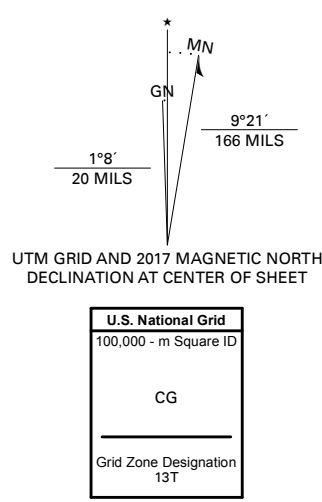 ★
MN
GN
9°21´
166 MILS
1°8´
20 MILS
UTM GRID AND 2017 MAGNETIC NORTH
DECLINATION AT CENTER OF SHEET
U.S. National Grid
100,000 - m Square ID
CG
Grid Zone Designation
13T